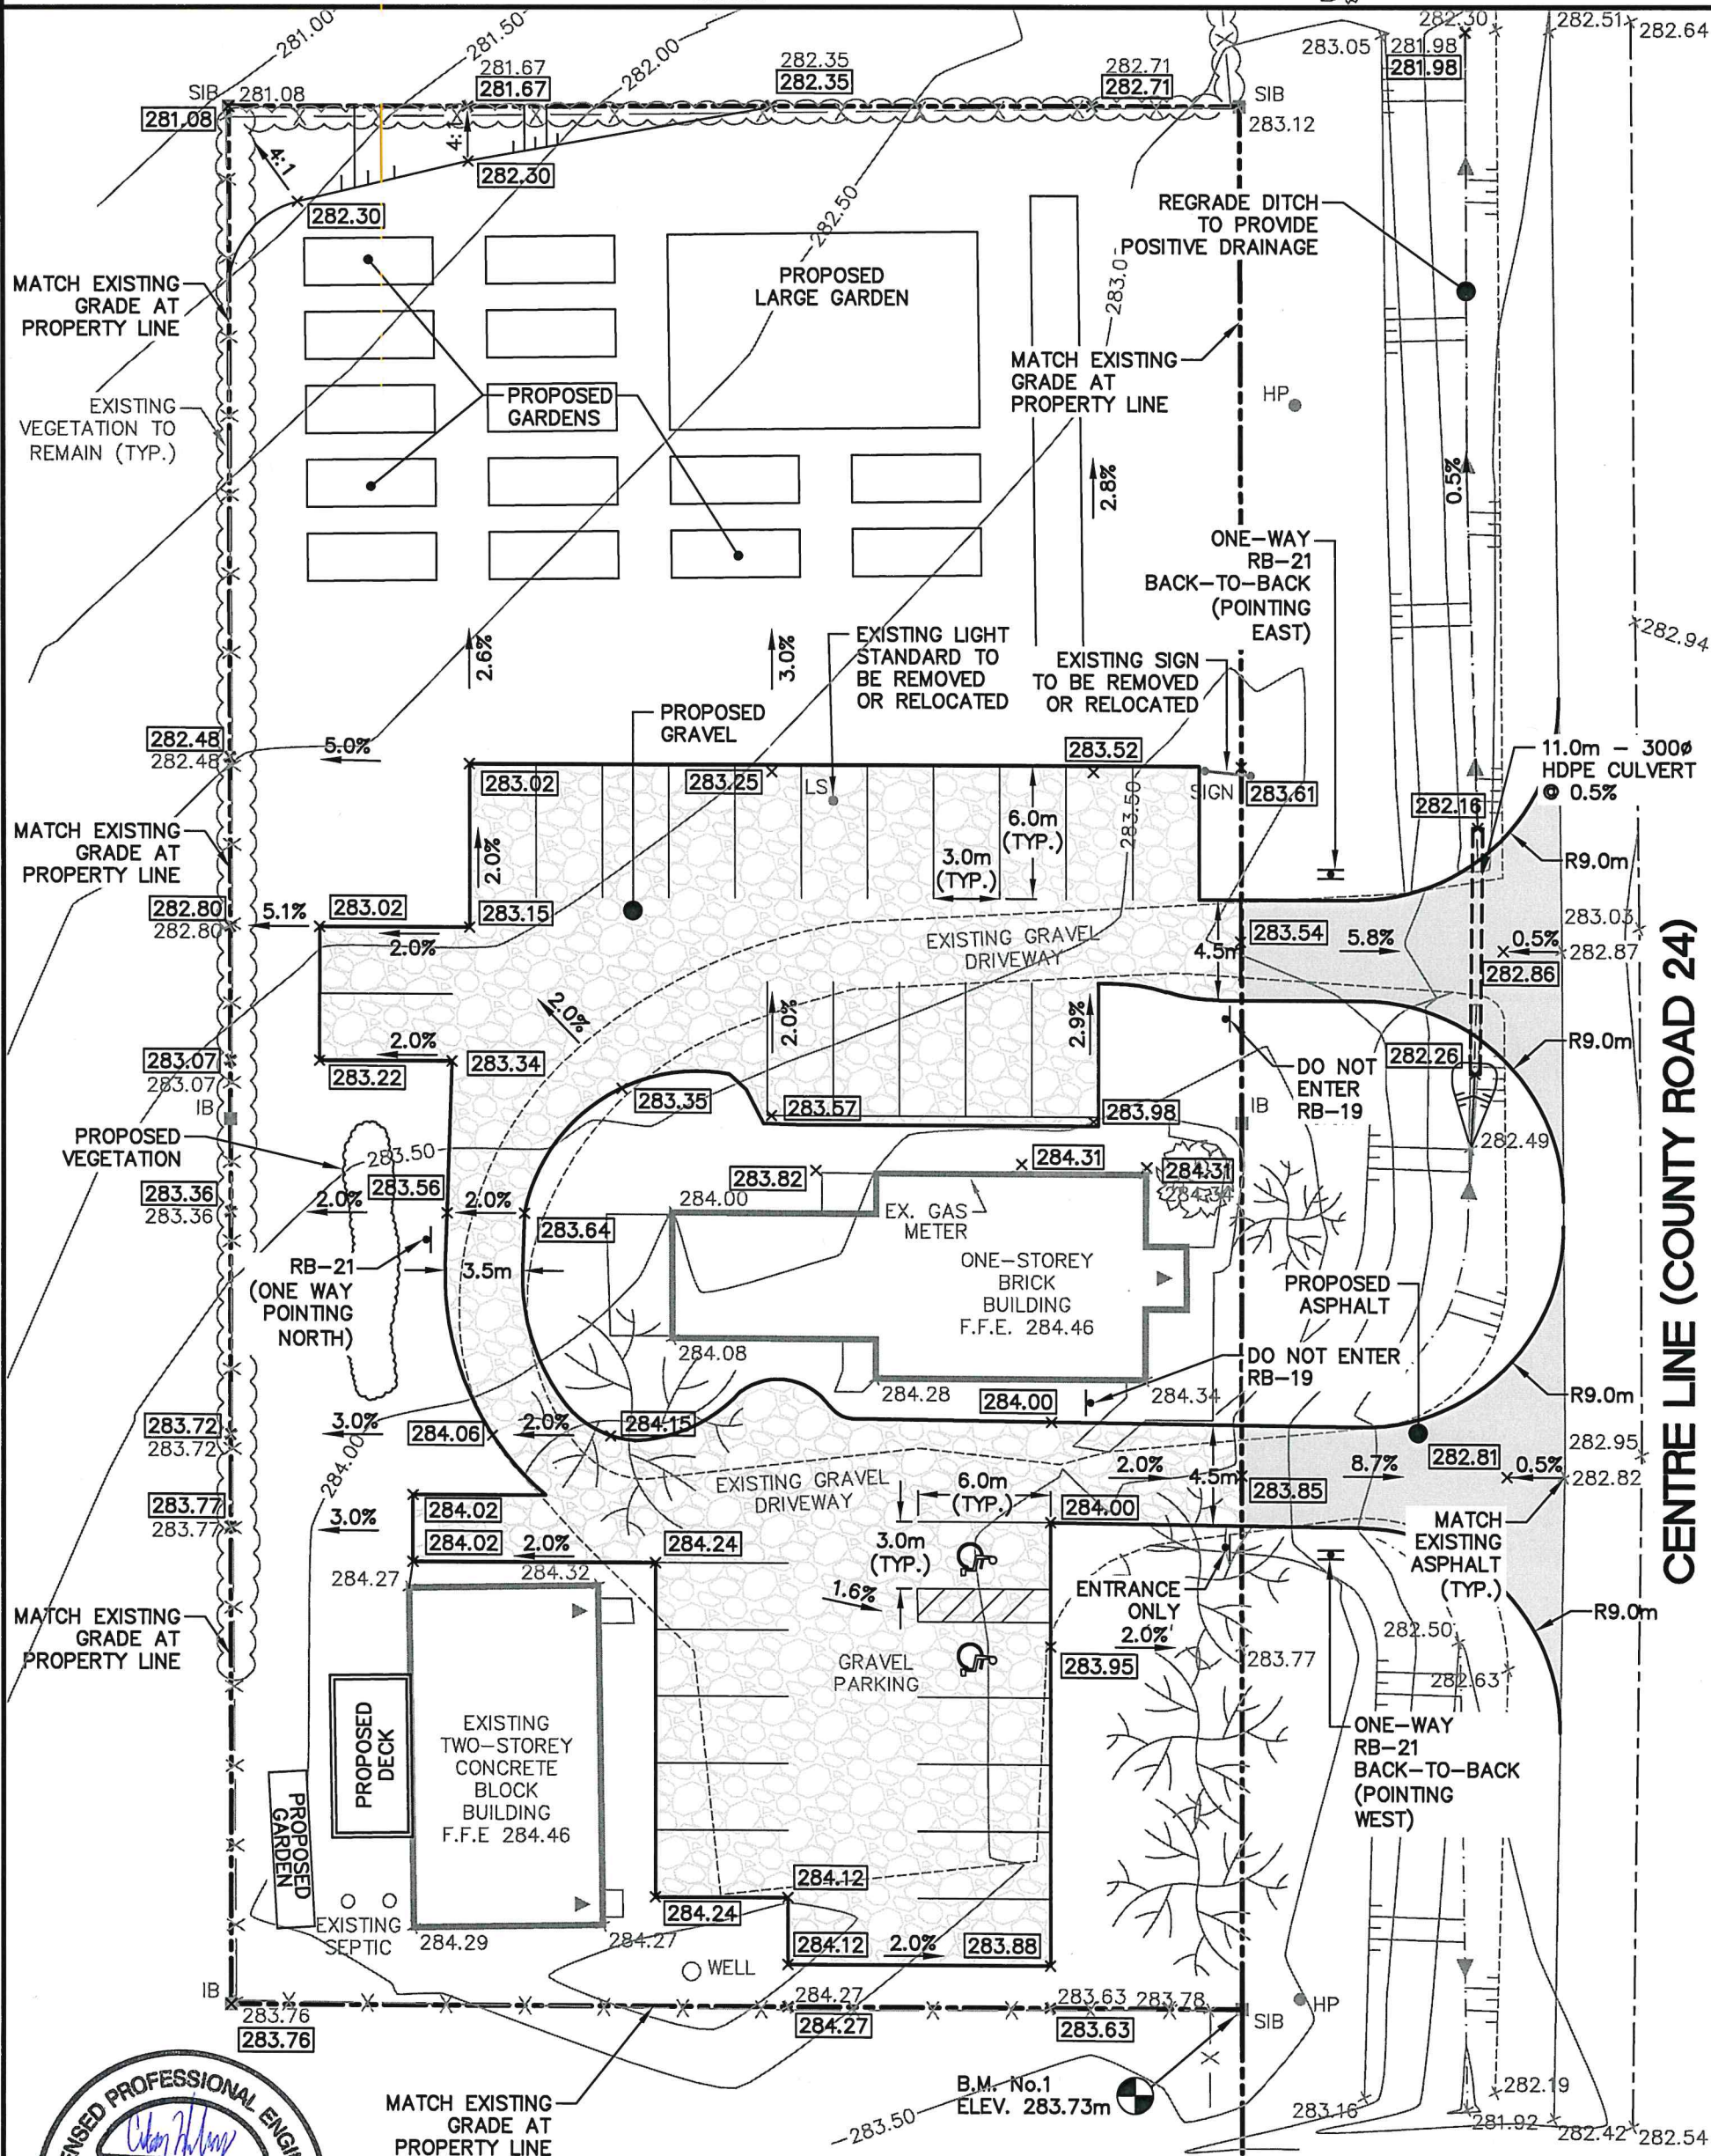 281.00
281.50
282.00
281.67
281.67
282.35
282.35
282.71
282.71
283.05
282.30
281.98
281.98
282.51
282.64
SIB
281.08
281.08
SIB
283.12
4:1
282.30
282.30
282.50
283.0
REGRADE DITCH
TO PROVIDE
POSITIVE DRAINAGE
MATCH EXISTING
GRADE AT
PROPERTY LINE
PROPOSED
LARGE GARDEN
MATCH EXISTING
GRADE AT
PROPERTY LINE
EXISTING
VEGETATION TO
REMAIN (TYP.)
PROPOSED
GARDENS
HP
2.8%
0.5%
ONE-WAY
RB-21
BACK-TO-BACK
(POINTING
EAST)
282.94
2.6%
3.0%
EXISTING LIGHT
STANDARD TO
BE REMOVED
OR RELOCATED
EXISTING SIGN
TO BE REMOVED
OR RELOCATED
PROPOSED
GRAVEL
282.48
282.48
5.0%
283.02
283.25
LS
283.52
SIGN
283.61
283.50
11.0m - 300ø
HDPE CULVERT
@ 0.5%
282.16
6.0m
(TYP.)
3.0m
(TYP.)
R9.0m
MATCH EXISTING
GRADE AT
PROPERTY LINE
2.0%
282.80
282.80
5.1%
283.02
283.15
2.0%
EXISTING GRAVEL
DRIVEWAY
4.5m
283.54
5.8%
0.5%
283.03
282.87
282.86
CENTRE LINE (COUNTY ROAD 24)
2.0%
2.0%
2.9%
2.0%
283.07
283.07
IB
283.22
283.34
283.35
283.57
283.98
DO NOT
ENTER
RB-19
IB
282.26
R9.0m
282.49
PROPOSED
VEGETATION
283.50
283.56
283.36
283.36
2.0%
2.0%
283.64
283.82
284.00
284.31
284.31
284.34
EX. GAS
METER
RB-21
(ONE WAY
POINTING
NORTH)
3.5m
ONE-STOREY
BRICK
BUILDING
F.F.E. 284.46
PROPOSED
ASPHALT
284.08
284.28
284.34
DO NOT ENTER
RB-19
R9.0m
283.72
283.72
3.0%
284.00
284.06
2.0%
284.15
284.00
EXISTING GRAVEL
DRIVEWAY
6.0m
(TYP.)
2.0%
4.5m
8.7%
282.81
0.5%
282.95
282.82
283.85
284.00
283.77
283.77
3.0%
284.02
284.02
2.0%
284.24
3.0m
(TYP.)
1.6%
MATCH
EXISTING
ASPHALT
(TYP.)
284.27
284.32
ENTRANCE
ONLY
2.0%
R9.0m
MATCH EXISTING
GRADE AT
PROPERTY LINE
GRAVEL
PARKING
283.95
283.77
282.50
282.63
PROPOSED
DECK
PROPOSED
GARDEN
EXISTING
TWO-STOREY
CONCRETE
BLOCK
BUILDING
F.F.E 284.46
ONE-WAY
RB-21
BACK-TO-BACK
(POINTING
WEST)
EXISTING
SEPTIC
284.29
284.27
284.24
284.12
284.12
2.0%
283.88
WELL
IB
283.76
283.76
284.27
284.27
283.63
283.63
283.78
SIB
HP
MATCH EXISTING
GRADE AT
PROPERTY LINE
283.50
B.M. No.1
ELEV. 283.73m
283.16
281.92
282.19
282.42
282.54
PROFESSIONAL